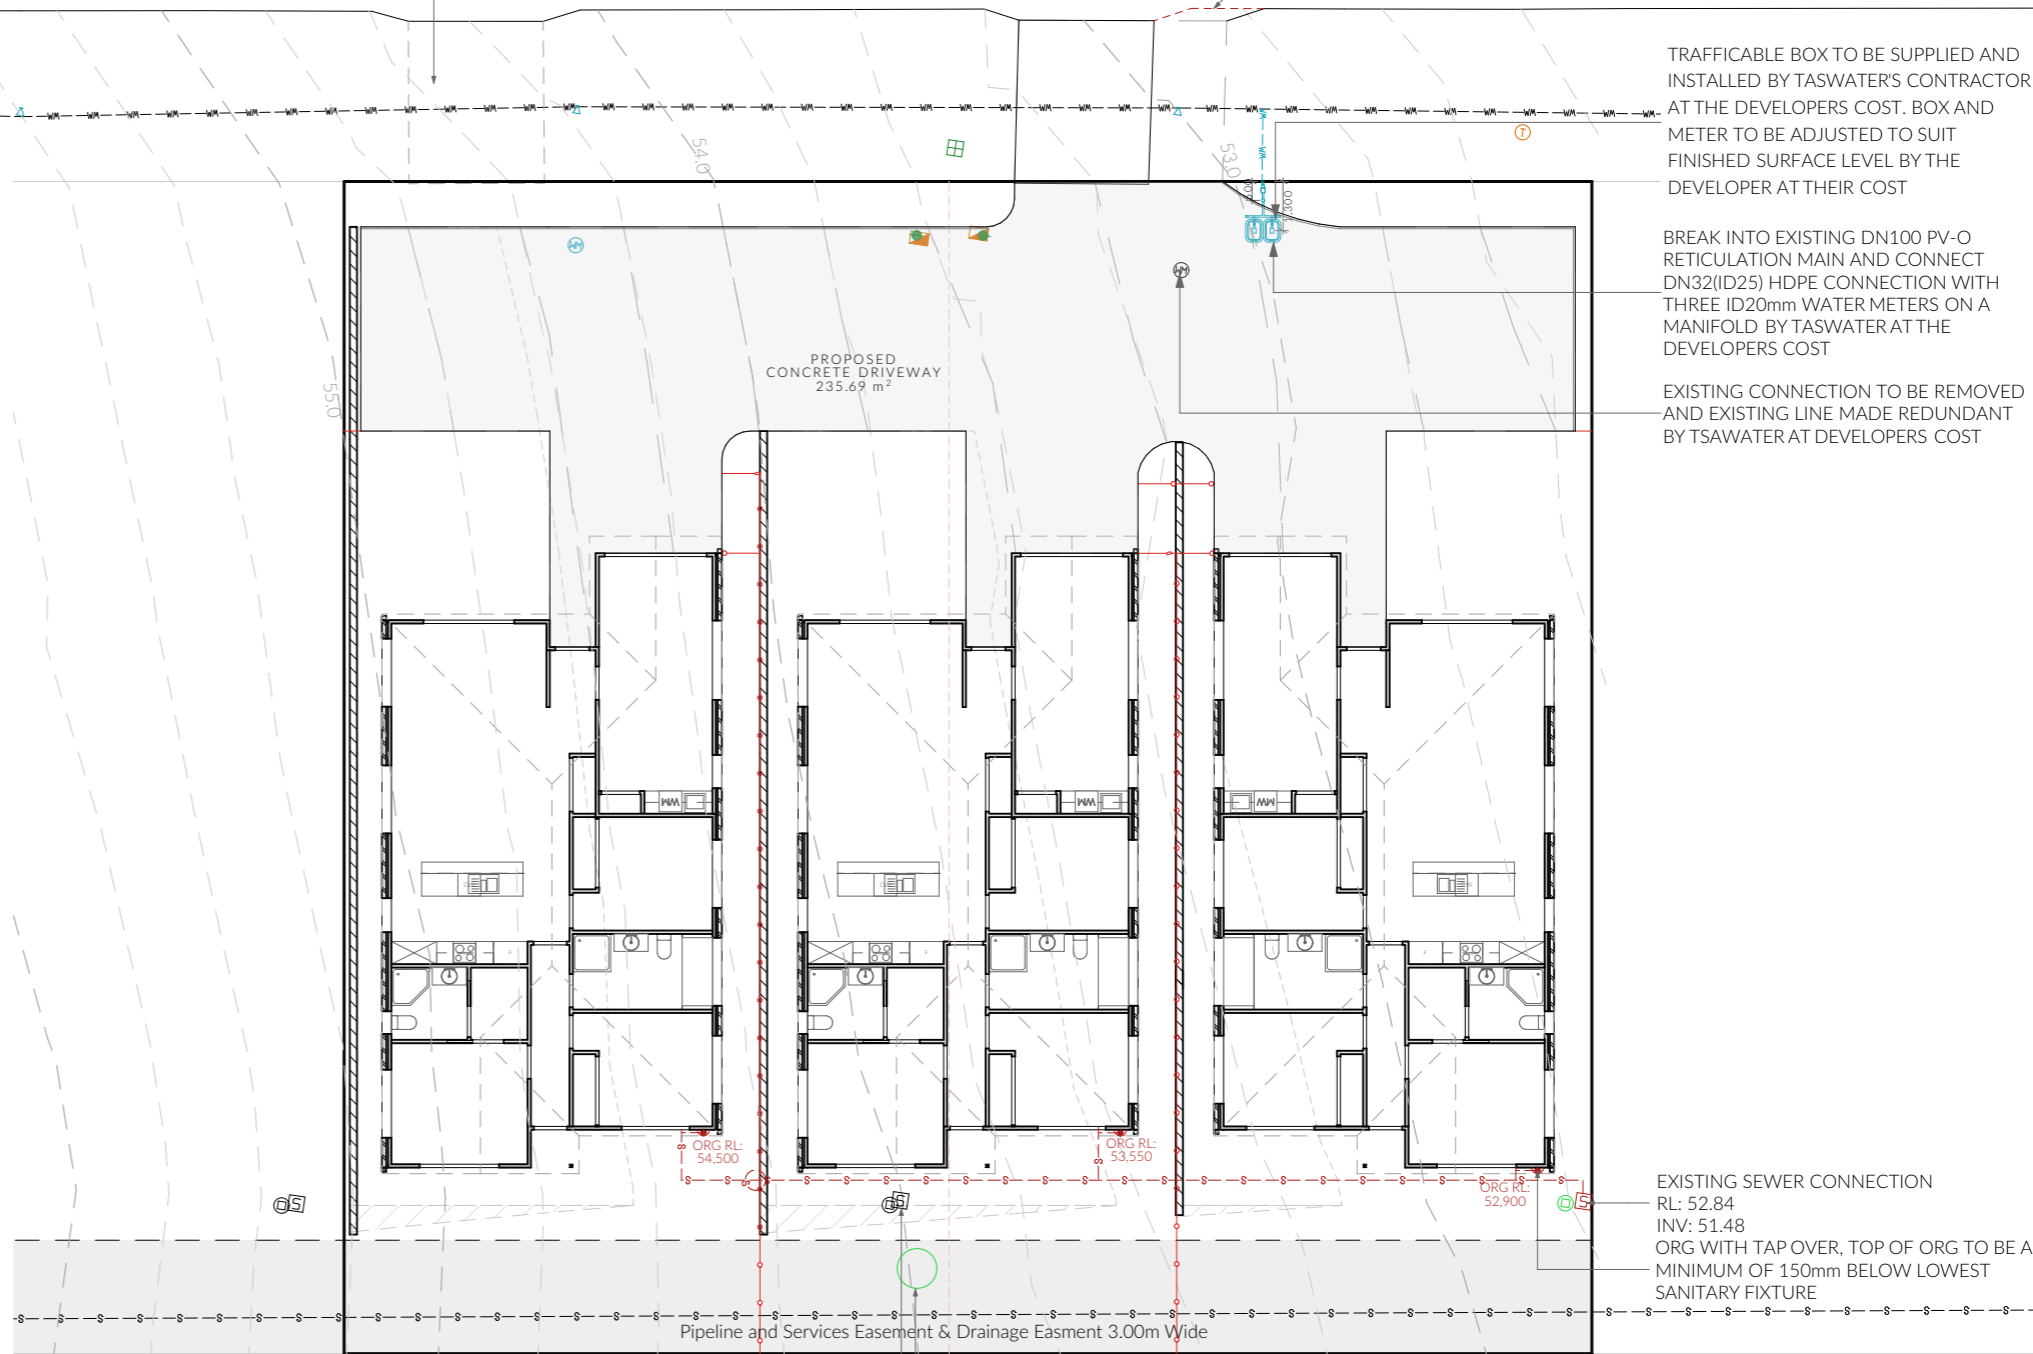 TRAFFICABLE BOX TO BE SUPPLIED AND
INSTALLED BY TASWATER'S CONTRACTOR
AT THE DEVELOPERS COST. BOX AND
METER TO BE ADJUSTED TO SUIT
FINISHED SURFACE LEVEL BY THE
DEVELOPER AT THEIR COST
BREAK INTO EXISTING DN100 PV-O
RETICULATION MAIN AND CONNECT
DN32(ID25) HDPE CONNECTION WITH
THREE ID20mm WATER METERS ON A
MANIFOLD BY TASWATER AT THE
DEVELOPERS COST
EXISTING CONNECTION TO BE REMOVED
AND EXISTING LINE MADE REDUNDANT
BY TSAWATER AT DEVELOPERS COST
54.0
53.0
55.0
1,300
PROPOSED
CONCRETE DRIVEWAY
235.69 m²
WM
WM
WM
ORG RL:
54,500
ORG RL:
53,550
ORG RL:
52,900
EXISTING SEWER CONNECTION
RL: 52.84
INV: 51.48
ORG WITH TAP OVER, TOP OF ORG TO BE A
MINIMUM OF 150mm BELOW LOWEST
SANITARY FIXTURE
Pipeline and Services Easement & Drainage Easment 3.00m Wide